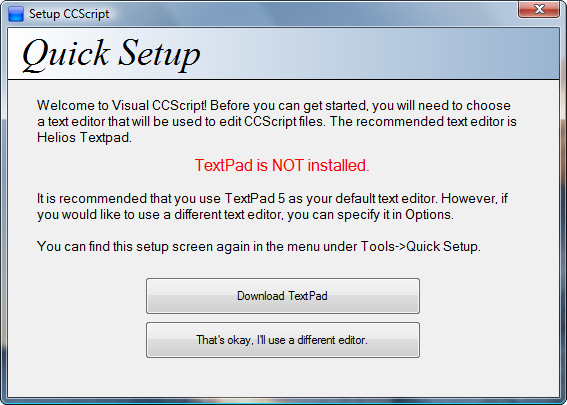 Setup CCScript
Quick Setup
Welcome to Visual CCScript! Before you can get started, you will need to choose
a text editor that will be used to edit CCScript files. The recommended text editor is
Helios Textpad.
TextPad is NOT installed.
It is recommended that you use TextPad 5 as your default text editor. However, if
you would like to use a different text editor, you can specify it in Options.
You can find this setup screen again in the menu under Tools->Quick Setup.
Download TextPad
That's okay, I'll use a different editor.